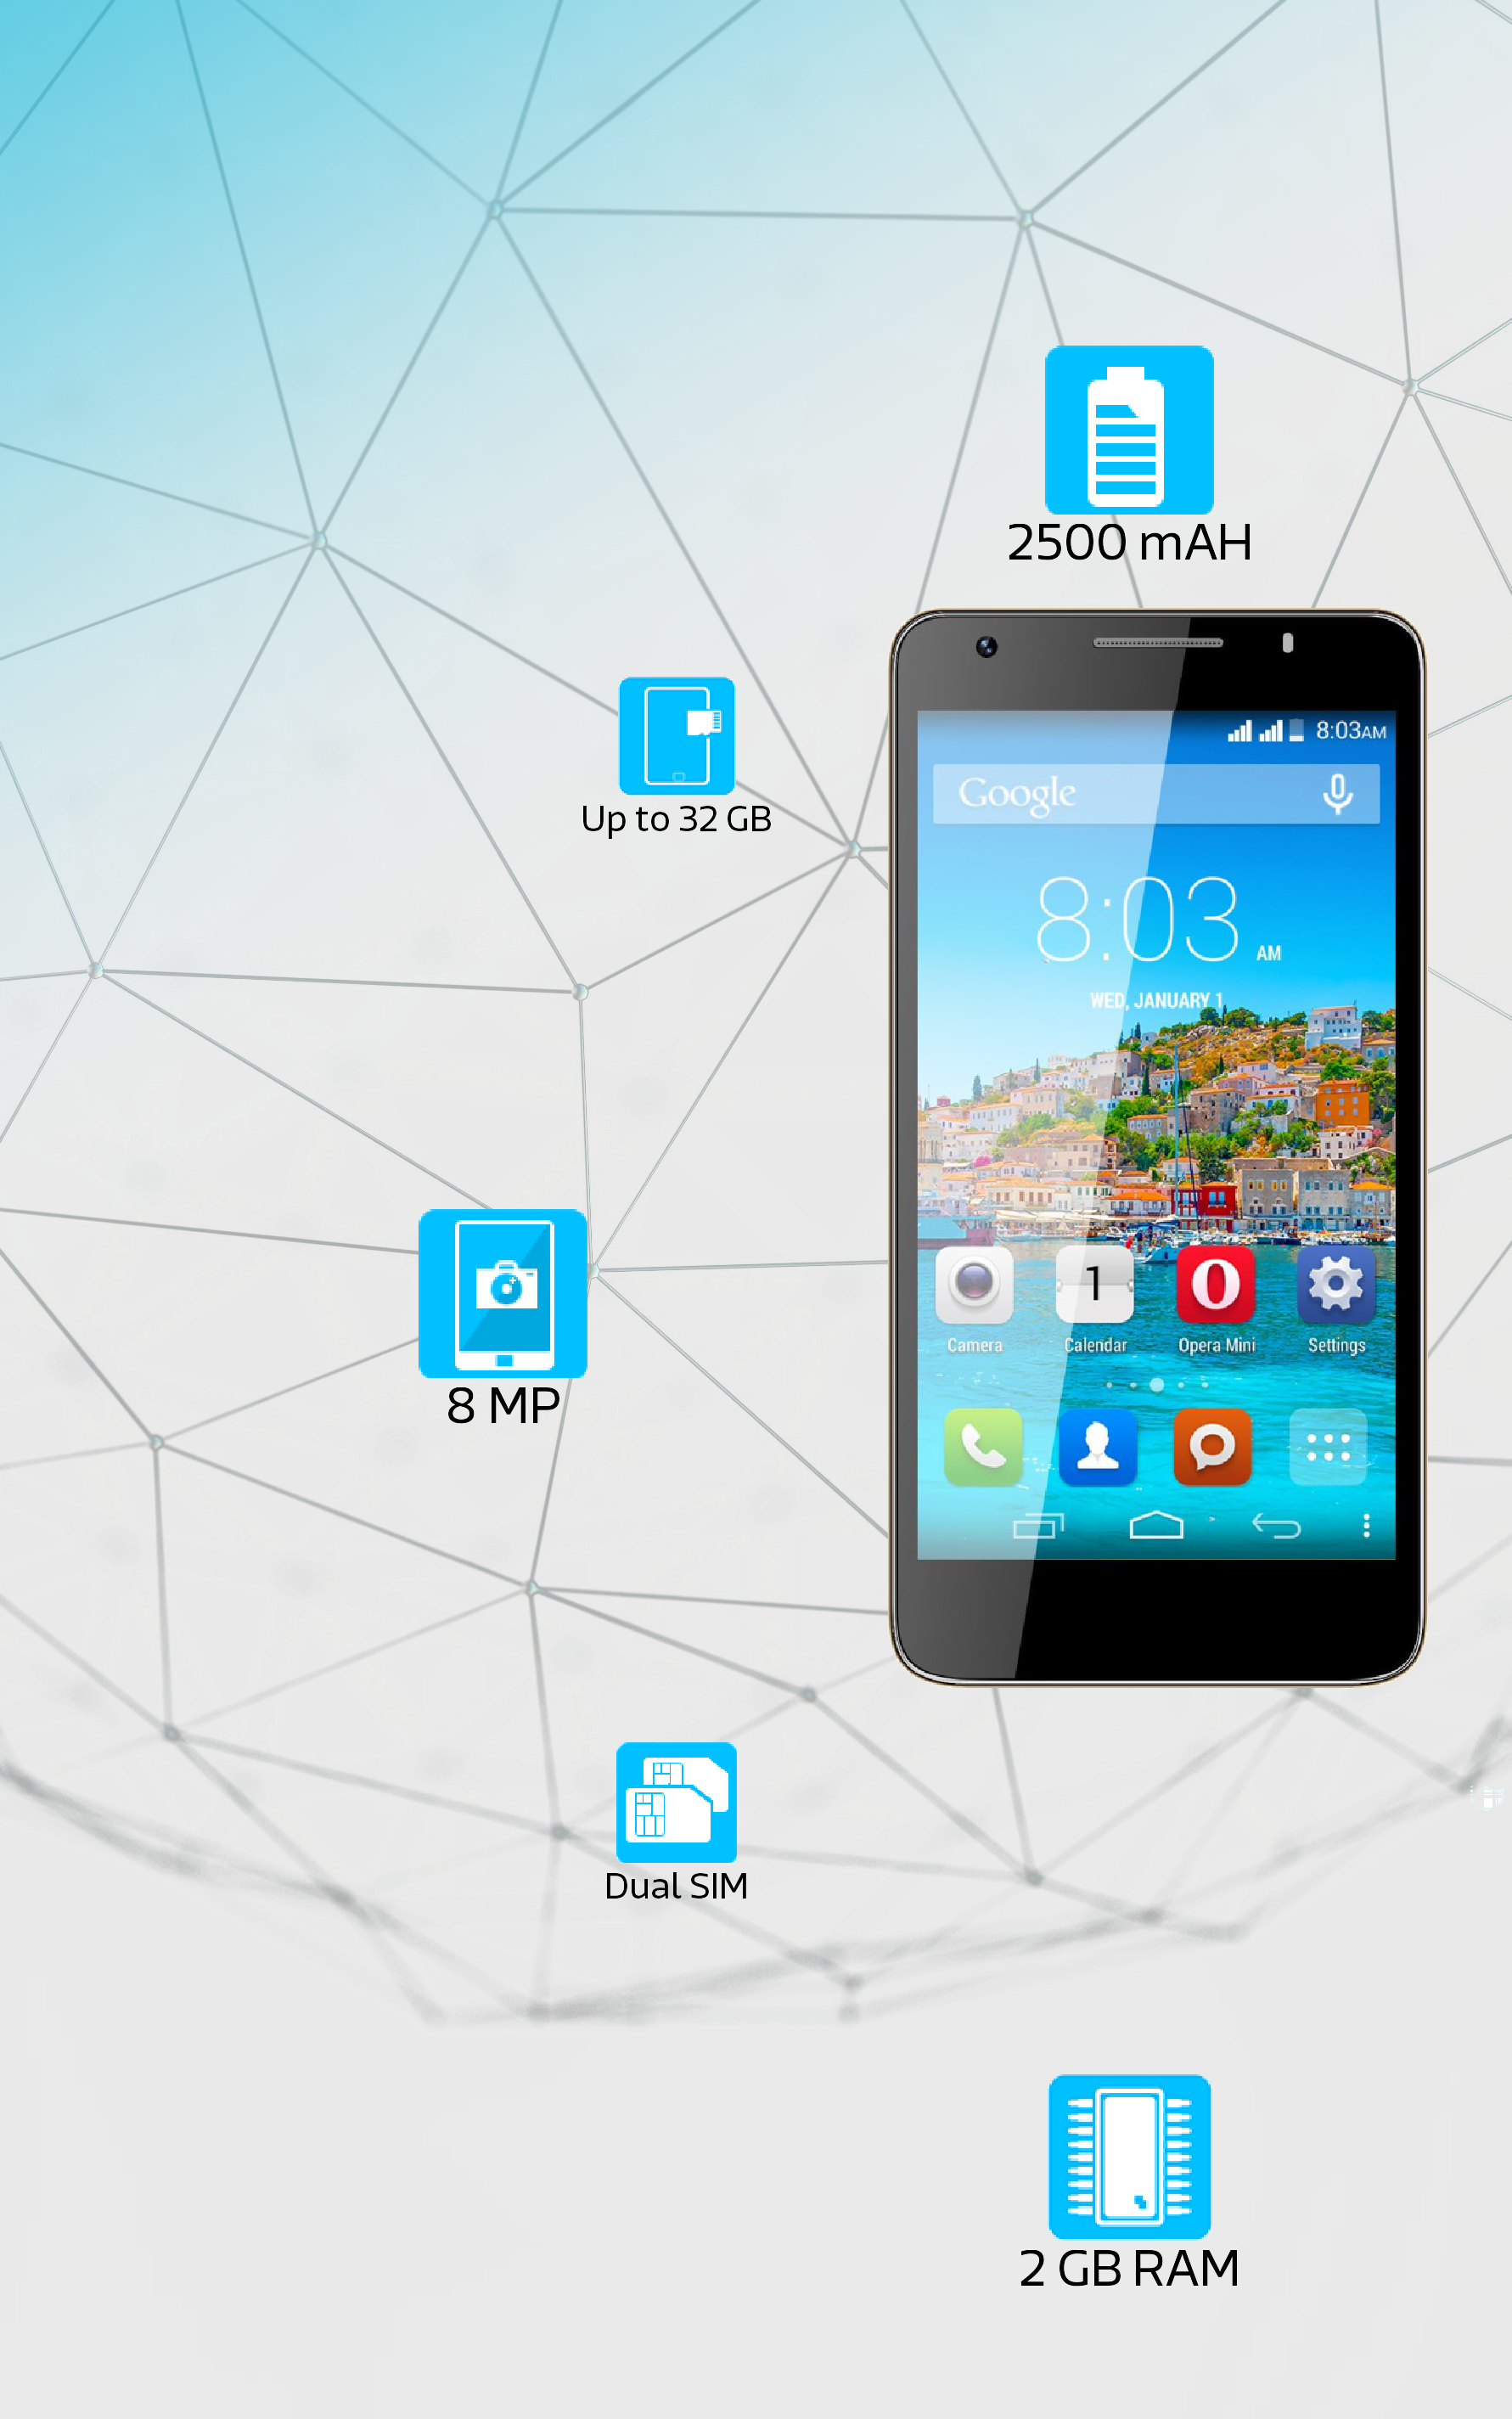 2500 mAH
Up to 32 GB
8:03AM
Google
8:03 AM
WED, JANUARY 1
1
Camera Calendar Opera Mini Settings
8 MP
Dual SIM
2 GB RAM